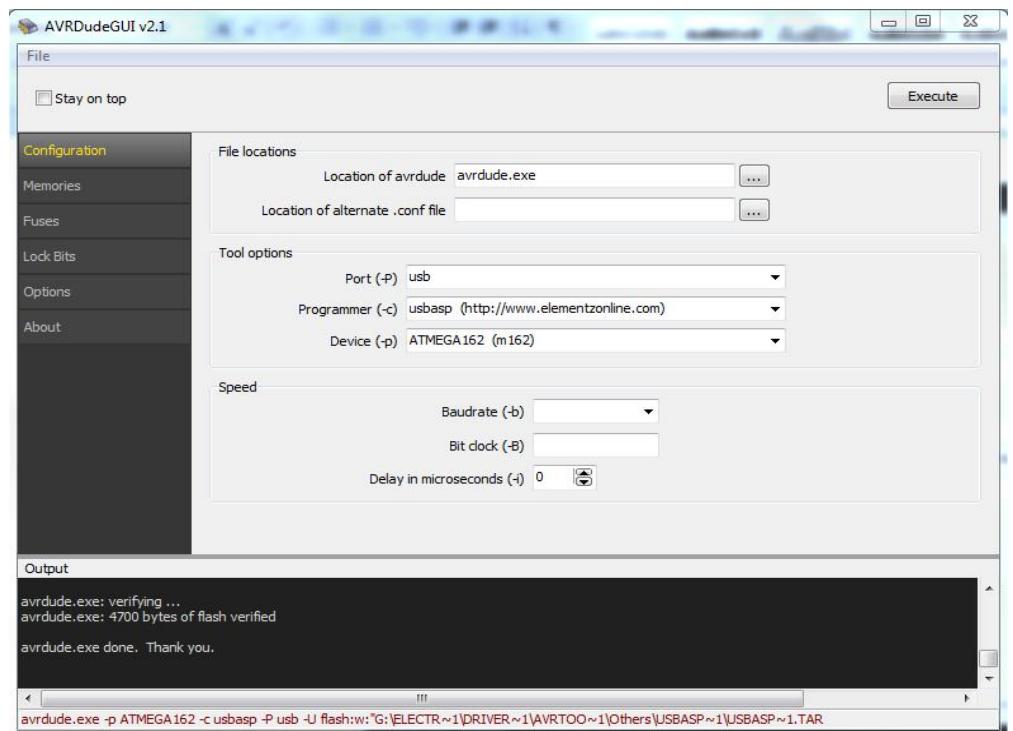 AVRDudeGUI v2.1
File
Stay on top
Execute
Configuration
Memories
Fuses
Lock Bits
Options
About
File locations
Location of avrdude avrdude.exe ...
Location of alternate .conf file ...
Tool options
Port (-P) usb
Programmer (-c) usbasp (http://www.elementzonline.com)
Device (-p) ATMEGA162 (m162)
Speed
Baudrate (-b)
Bit clock (-B)
Delay in microseconds (-i) 0
Output
avrdude.exe: verifying ...
avrdude.exe: 4700 bytes of flash verified
avrdude.exe done. Thank you.
avrdude.exe -p ATMEGA162 -c usbasp -P usb -U flash:w:"G:\ELECTR~1\DRIVER~1\AVRTOO~1\Others\USBASP~1\USBASP~1.TAR